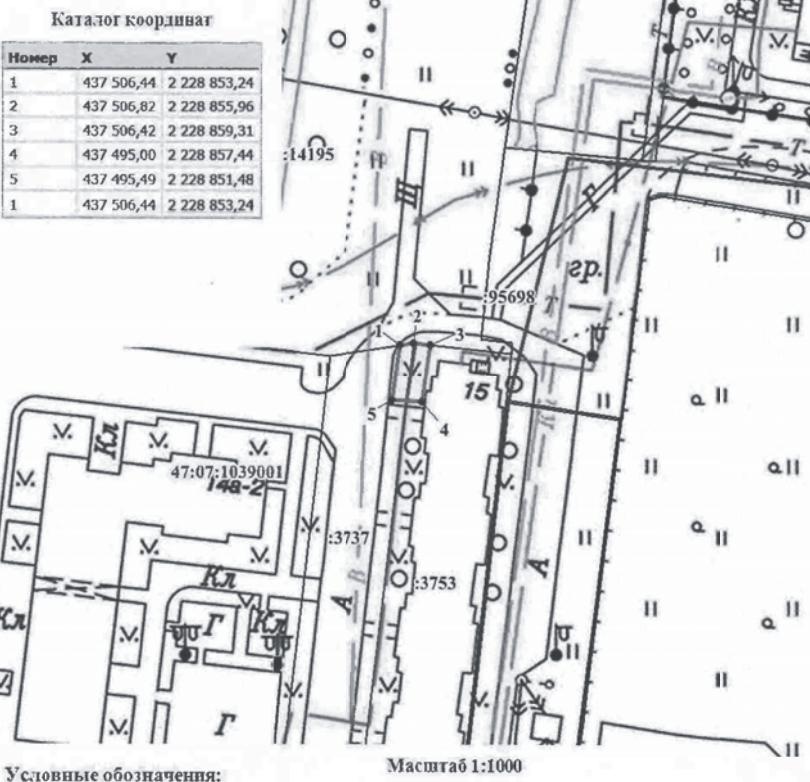 Каталог координат
Номер X Y
1 437 506,44 2 228 853,24
2 437 506,82 2 228 855,96
3 437 506,42 2 228 859,31
4 437 495,00 2 228 857,44
5 437 495,49 2 228 851,48
1 437 506,44 2 228 853,24
:14195
Щ
Г
гр.
:95698
1 2 3
15
5 4
Кл
47:07:1039001
14а-2
:3737
А
В
:3753
А
Кл
Кл
Г
Кл
Г
Условные обозначения:
Масштаб 1:1000